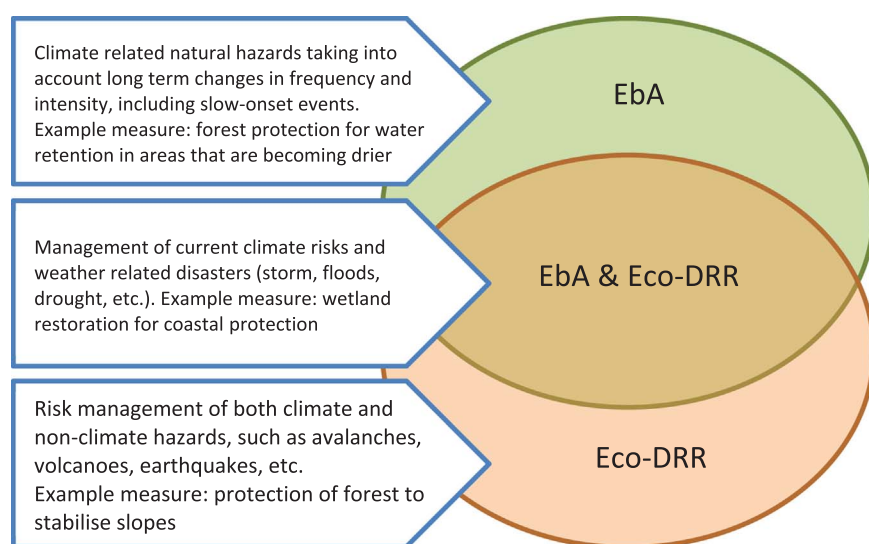 Climate related natural hazards taking into
account long term changes in frequency and
intensity, including slow-onset events.
Example measure: forest protection for water
retention in areas that are becoming drier
EbA
Management of current climate risks and
weather related disasters (storm, floods,
drought, etc.). Example measure: wetland
restoration for coastal protection
EbA & Eco-DRR
Risk management of both climate and
non-climate hazards, such as avalanches,
volcanoes, earthquakes, etc.
Example measure: protection of forest to
stabilise slopes
Eco-DRR